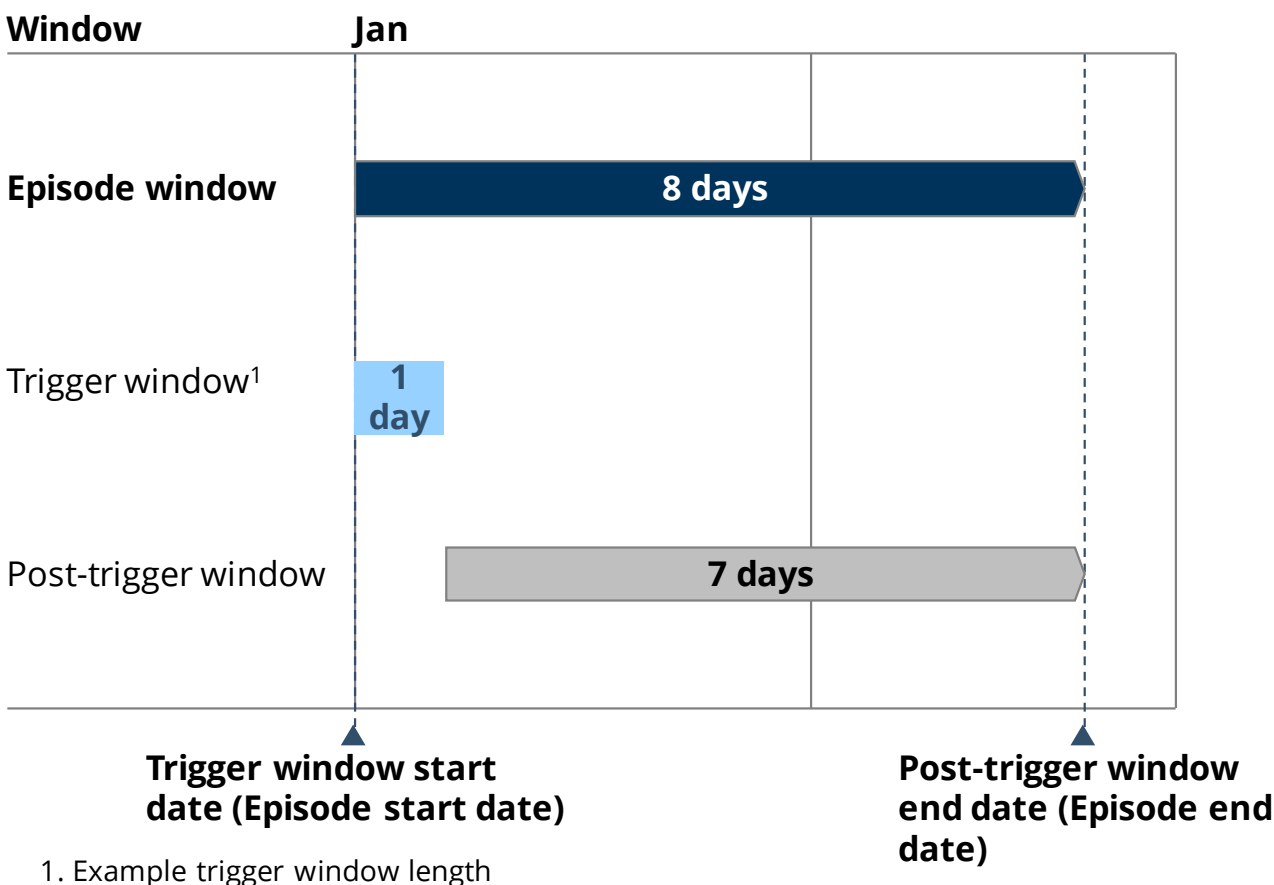 Window Jan
Episode window 8 days
Trigger window¹ 1
day
Post-trigger window 7 days
Trigger window start
date (Episode start date)
Post-trigger window
end date (Episode end
date)
1. Example trigger window length